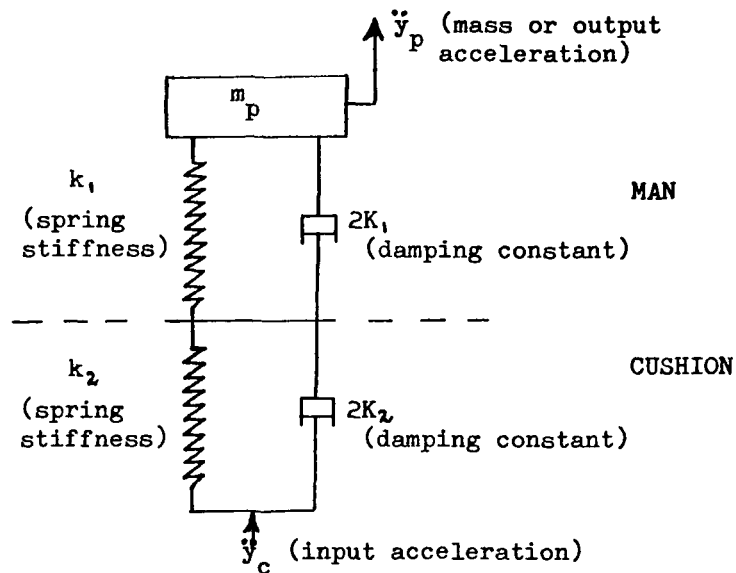 ÿp (mass or output
acceleration)
mp
k₁
(spring
stiffness)
2K₁
(damping constant)
MAN
k₂
(spring
stiffness)
2K₂
(damping constant)
CUSHION
ÿc (input acceleration)